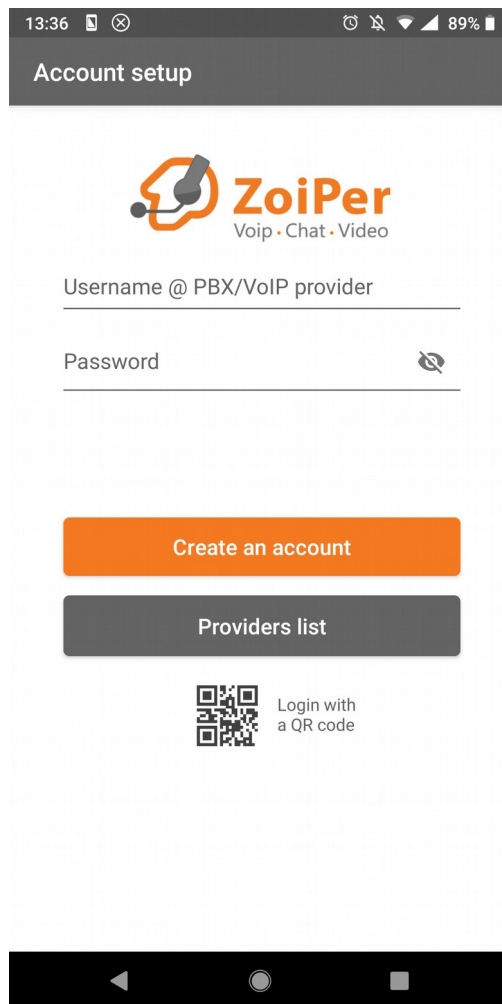 13:36 89%
Account setup
ZoiPer
Voip • Chat • Video
Username @ PBX/VoIP provider
Password
Create an account
Providers list
Login with
a QR code